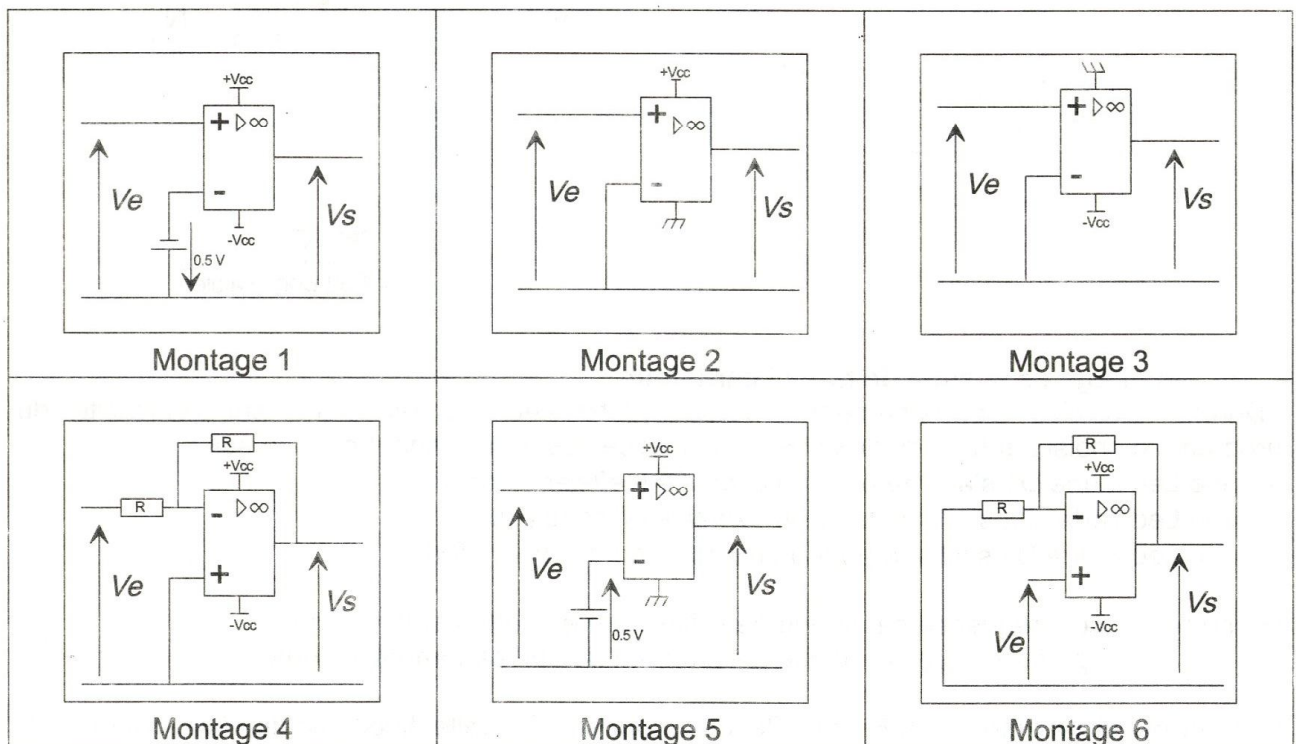 +Vcc
+ ▷ ∞
Ve
-
Vs
-Vcc
0.5 V
Montage 1
+Vcc
+
▷ ∞
Ve
-
Vs
Montage 2
+ ▷ ∞
Ve
-
Vs
-Vcc
Montage 3
R
+Vcc
R
- ▷ ∞
Ve
+
Vs
-Vcc
Montage 4
+Vcc
+ ▷ ∞
Ve
-
Vs
0.5 V
Montage 5
R
+Vcc
R
- ▷ ∞
+
Vs
Ve
-Vcc
Montage 6